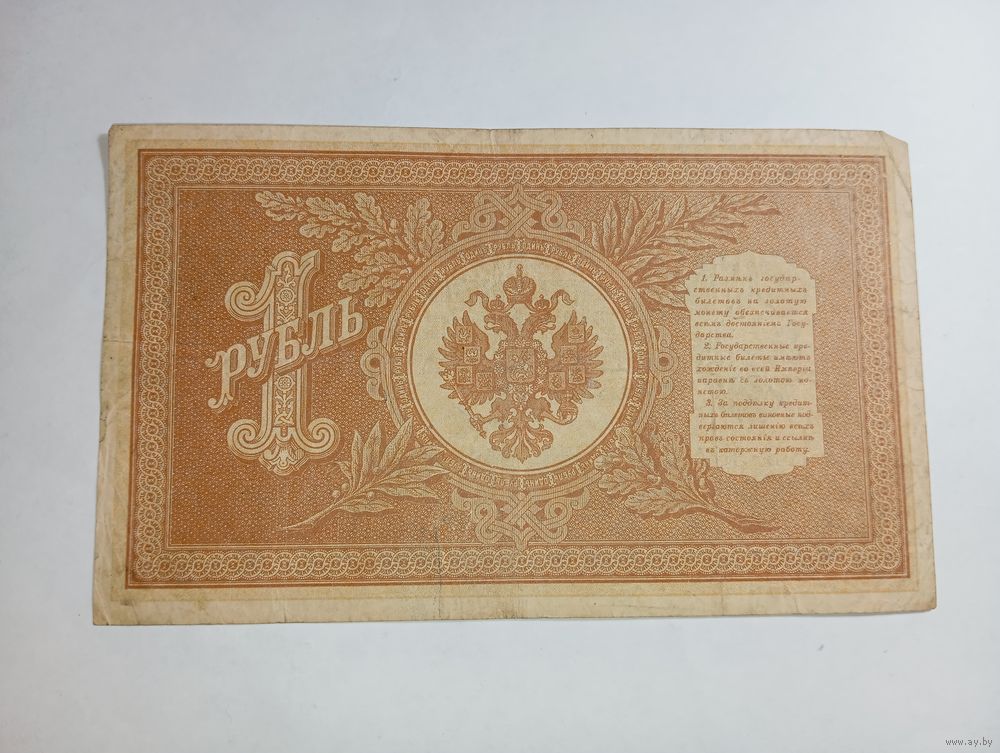 1
РУБЛЬ
1. Размѣнъ государ-
ственныхъ кредитныхъ
билетовъ на золотую
монету обезпечивается
всѣмъ достояніемъ Госу-
дарства.
2. Государственные кре-
дитные билеты имѣютъ
хожденіе во всей Имперіи
наравнѣ съ золотою мо-
нетою.
3. За поддѣлку кредит-
ныхъ билетовъ виновные под-
вергаются лишенію всѣхъ
правъ состоянія и ссылкѣ
въ каторжную работу.
www.ay.by